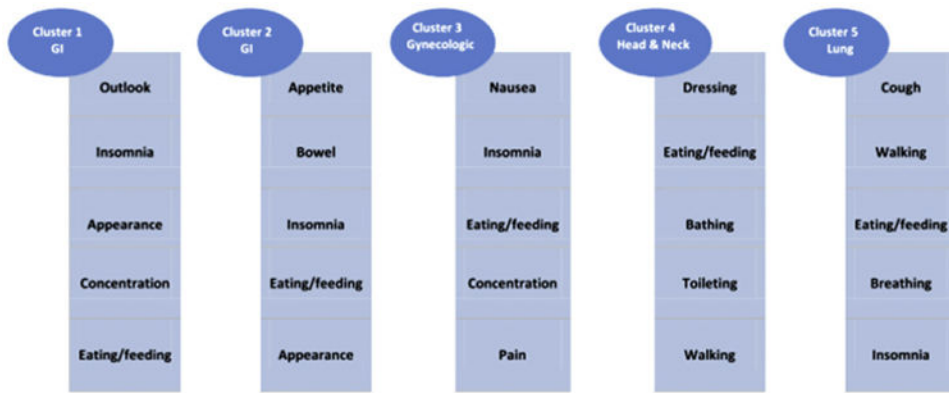 Cluster 1
GI
Outlook
Insomnia
Appearance
Concentration
Eating/feeding
Cluster 2
GI
Appetite
Bowel
Insomnia
Eating/feeding
Appearance
Cluster 3
Gynecologic
Nausea
Insomnia
Eating/feeding
Concentration
Pain
Cluster 4
Head & Neck
Dressing
Eating/feeding
Bathing
Toileting
Walking
Cluster 5
Lung
Cough
Walking
Eating/feeding
Breathing
Insomnia